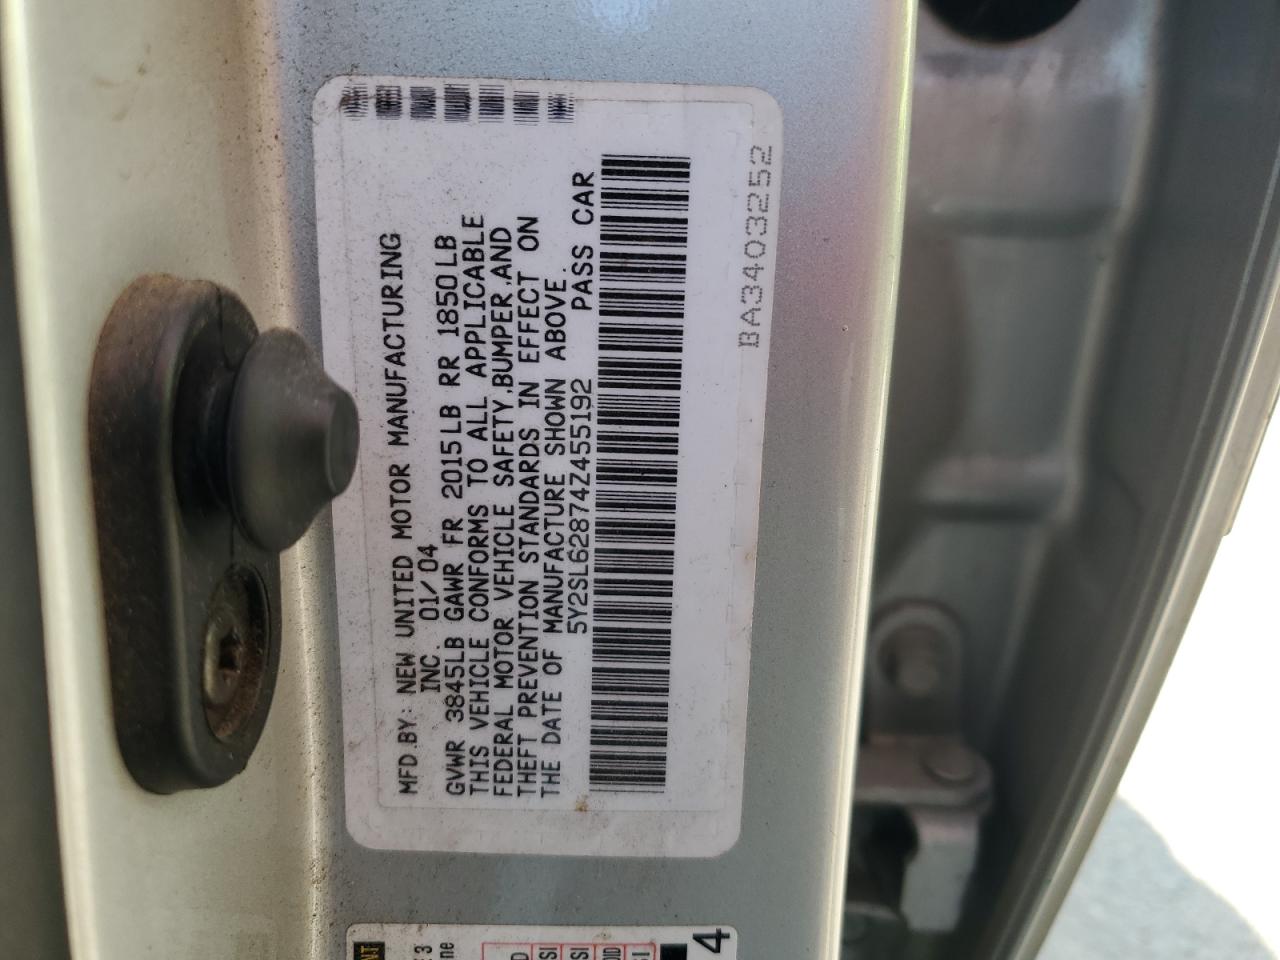 MFD.BY: NEW UNITED MOTOR MANUFACTURING
INC. 01/04
GVWR 3845LB GAWR FR 2015LB RR 1850LB
THIS VEHICLE CONFORMS TO ALL APPLICABLE
FEDERAL MOTOR VEHICLE SAFETY,BUMPER,AND
THEFT PREVENTION STANDARDS IN EFFECT ON
THE DATE OF MANUFACTURE SHOWN ABOVE.
5Y2SL62874Z455192 PASS CAR
BA3403252
4